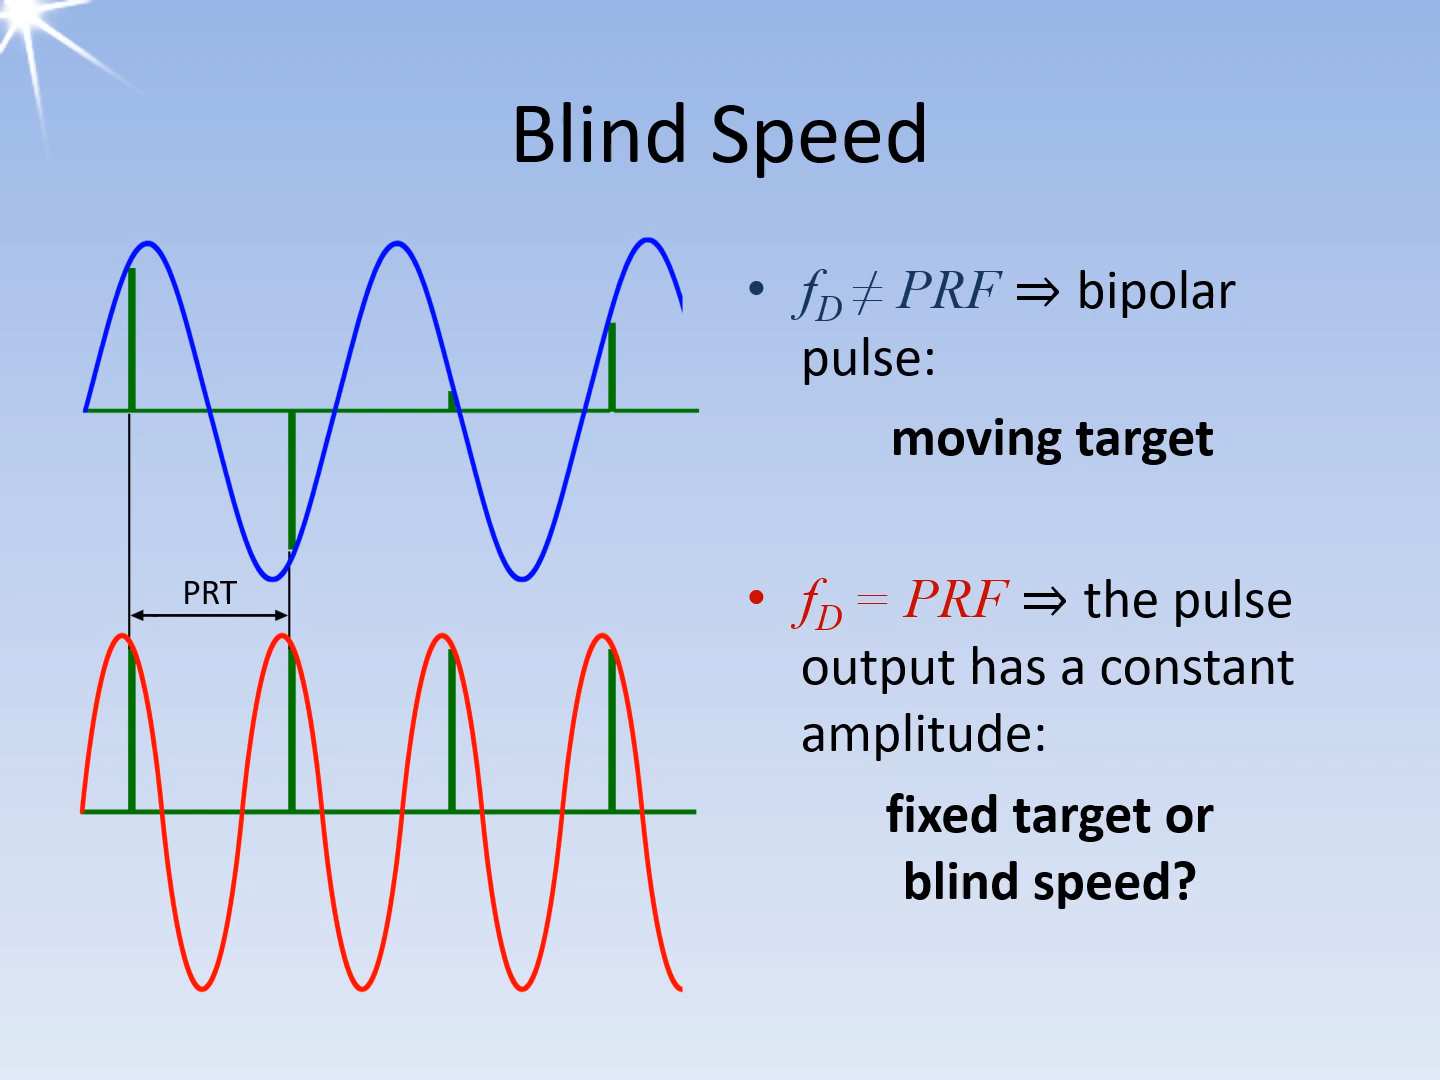 Blind Speed
• f_D ≠ PRF ⇒ bipolar
pulse:
moving target
PRT
• f_D = PRF ⇒ the pulse
output has a constant
amplitude:
fixed target or
blind speed?